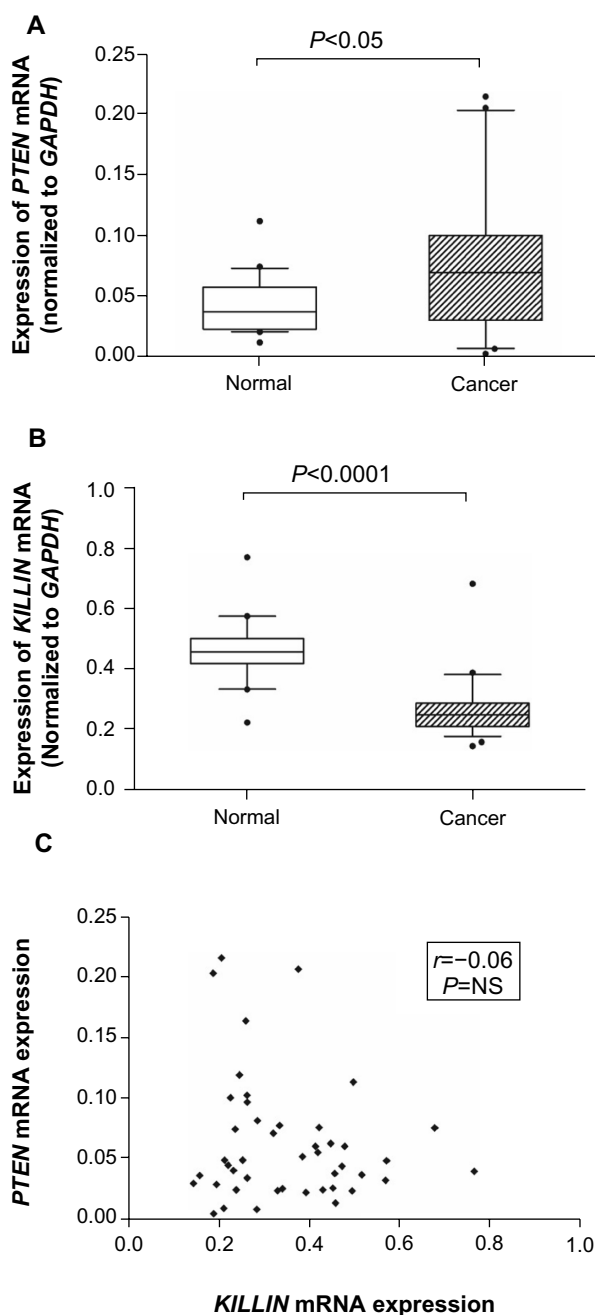 A
P<0.05
Expression of PTEN mRNA
(normalized to GAPDH)
0.25
0.20
0.15
0.10
0.05
0.00
Normal
Cancer
B
P<0.0001
Expression of KILLIN mRNA
(Normalized to GAPDH)
1.0
0.8
0.6
0.4
0.2
0.0
Normal
Cancer
C
PTEN mRNA expression
0.25
0.20
0.15
0.10
0.05
0.00
r=−0.06
P=NS
0.0
0.2
0.4
0.6
0.8
1.0
KILLIN mRNA expression